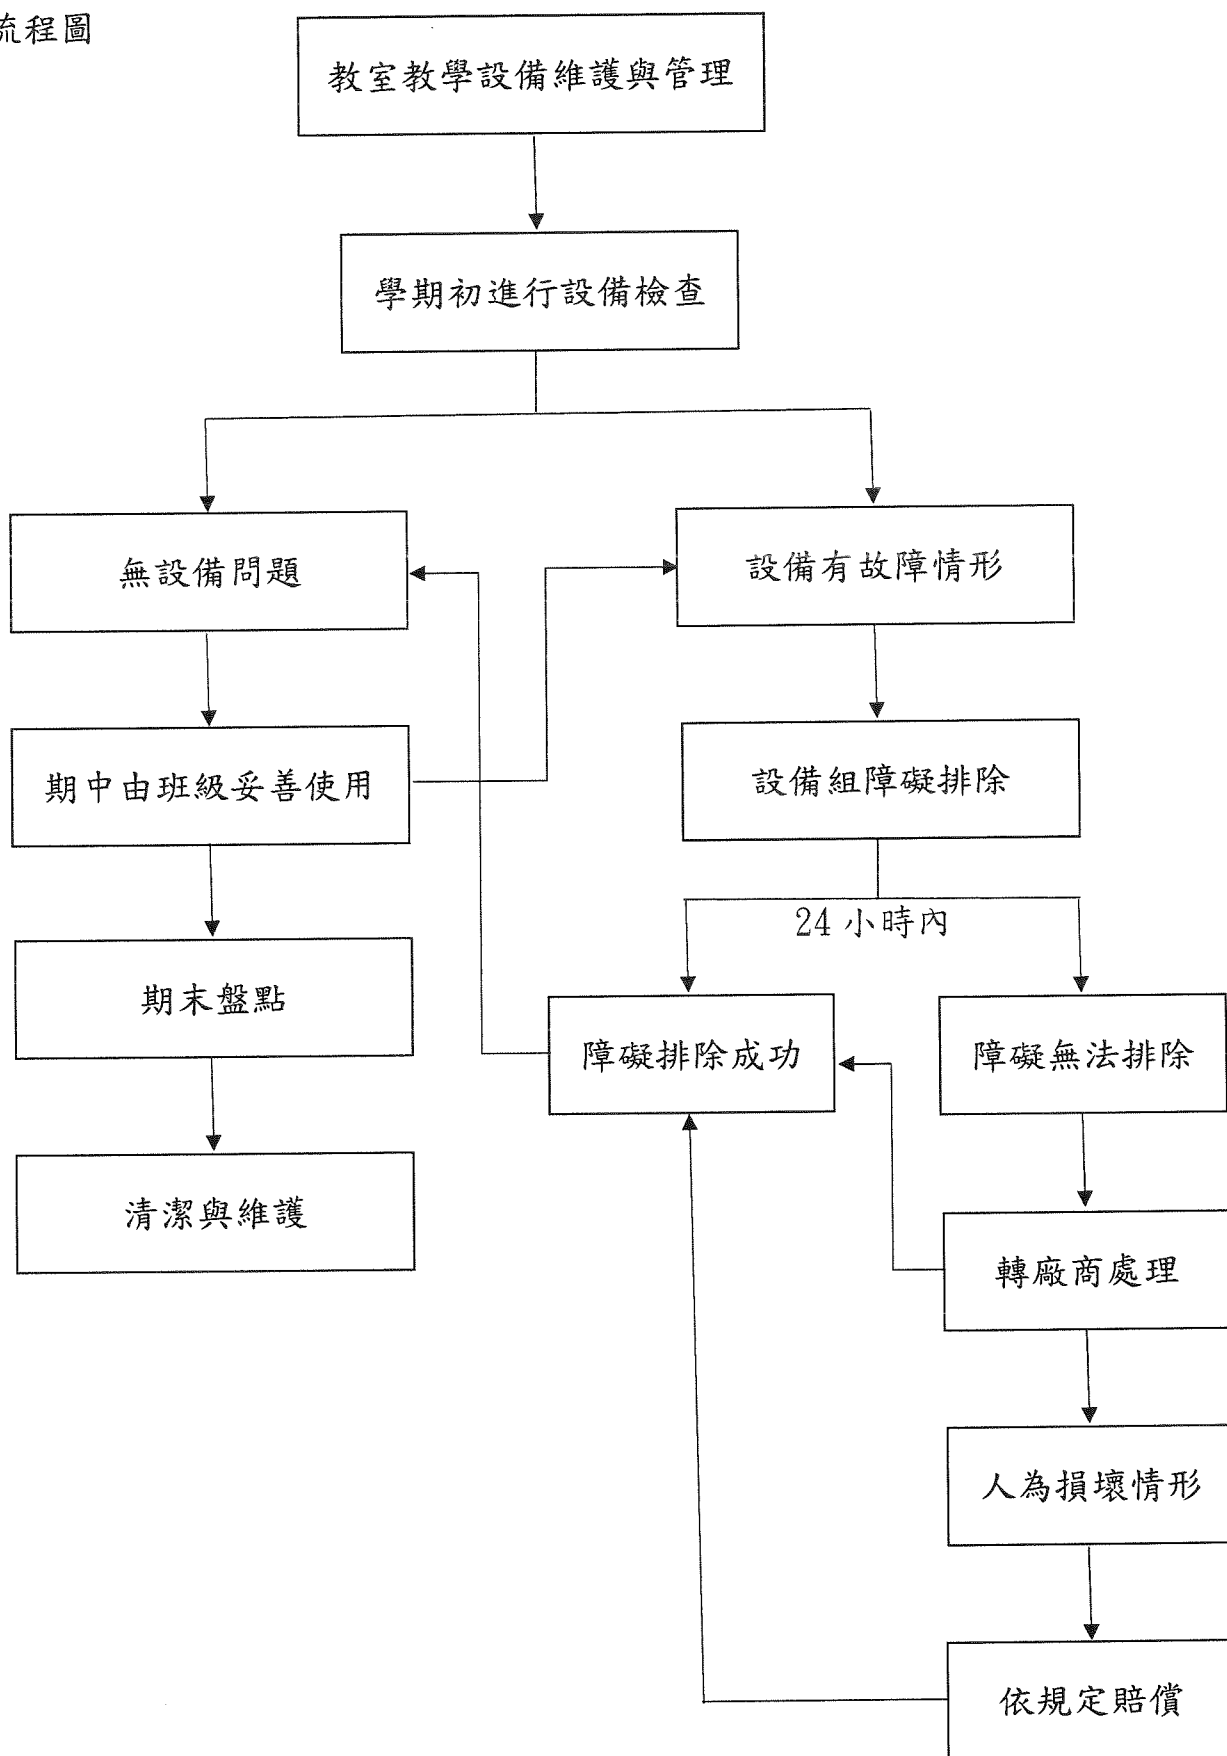 流程圖
教室教學設備維護與管理
學期初進行設備檢查
無設備問題
設備有故障情形
期中由班級妥善使用
設備組障礙排除
24 小時內
期末盤點
障礙排除成功
障礙無法排除
清潔與維護
轉廠商處理
人為損壞情形
依規定賠償